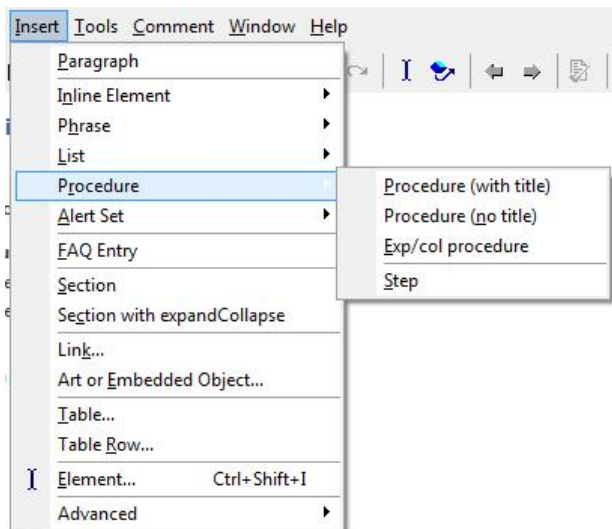 Insert Tools Comment Window Help
Paragraph
Inline Element
Phrase
List
Procedure
Procedure (with title)
Procedure (no title)
Exp/col procedure
Step
Alert Set
FAQ Entry
Section
Section with expandCollapse
Link...
Art or Embedded Object...
Table...
Table Row...
Element... Ctrl+Shift+I
Advanced